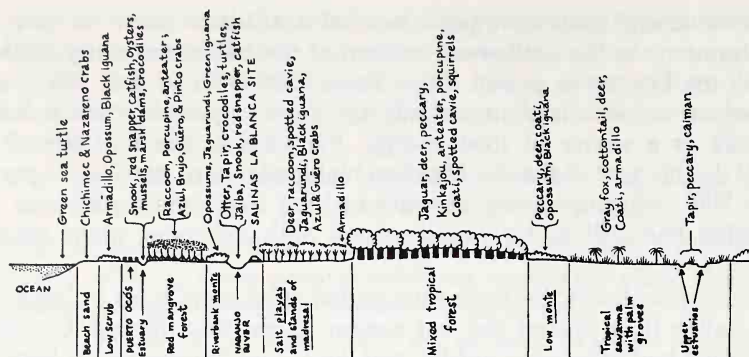 Green sea turtle
Chichimec & Nazareno crabs
Armadillo, Opossum, Black iguana
Snook, red snapper, catfish, oysters,
mussels, marsh clams, crocodiles
Raccoon, Porcupine, anteater;
Azul, Brujo, Guëro, & Pinto crabs
Opossums, Jaguarundi, Green iguana
Otter, Tapir, crocodiles, turtles,
Jaiba, Snook, red snapper, catfish
SALINAS LA BLANCA SITE
Deer, raccoon, spotted cavie,
Jaguarundi, Black iguana,
Azul & Guëro crabs
Armadillo
Jaguar, deer, peccary,
Kinkajou, anteater, porcupine,
Coati, spotted cavie, squirrels
Peccary, deer, coati,
opossum, Black iguana
Gray fox, cottontail, deer,
Coati, armadillo
Tapir, peccary, caiman
OCEAN
Beach sand
Low scrub
PUERTO OCÓS
Estuary
Red mangrove
forest
Riverbank monte
NARANJO
RIVER
Salt playas
and stands of
madresal
Mixed tropical
forest
Low monte
Tropical
savanna
with palm
groves
Upper
estuaries